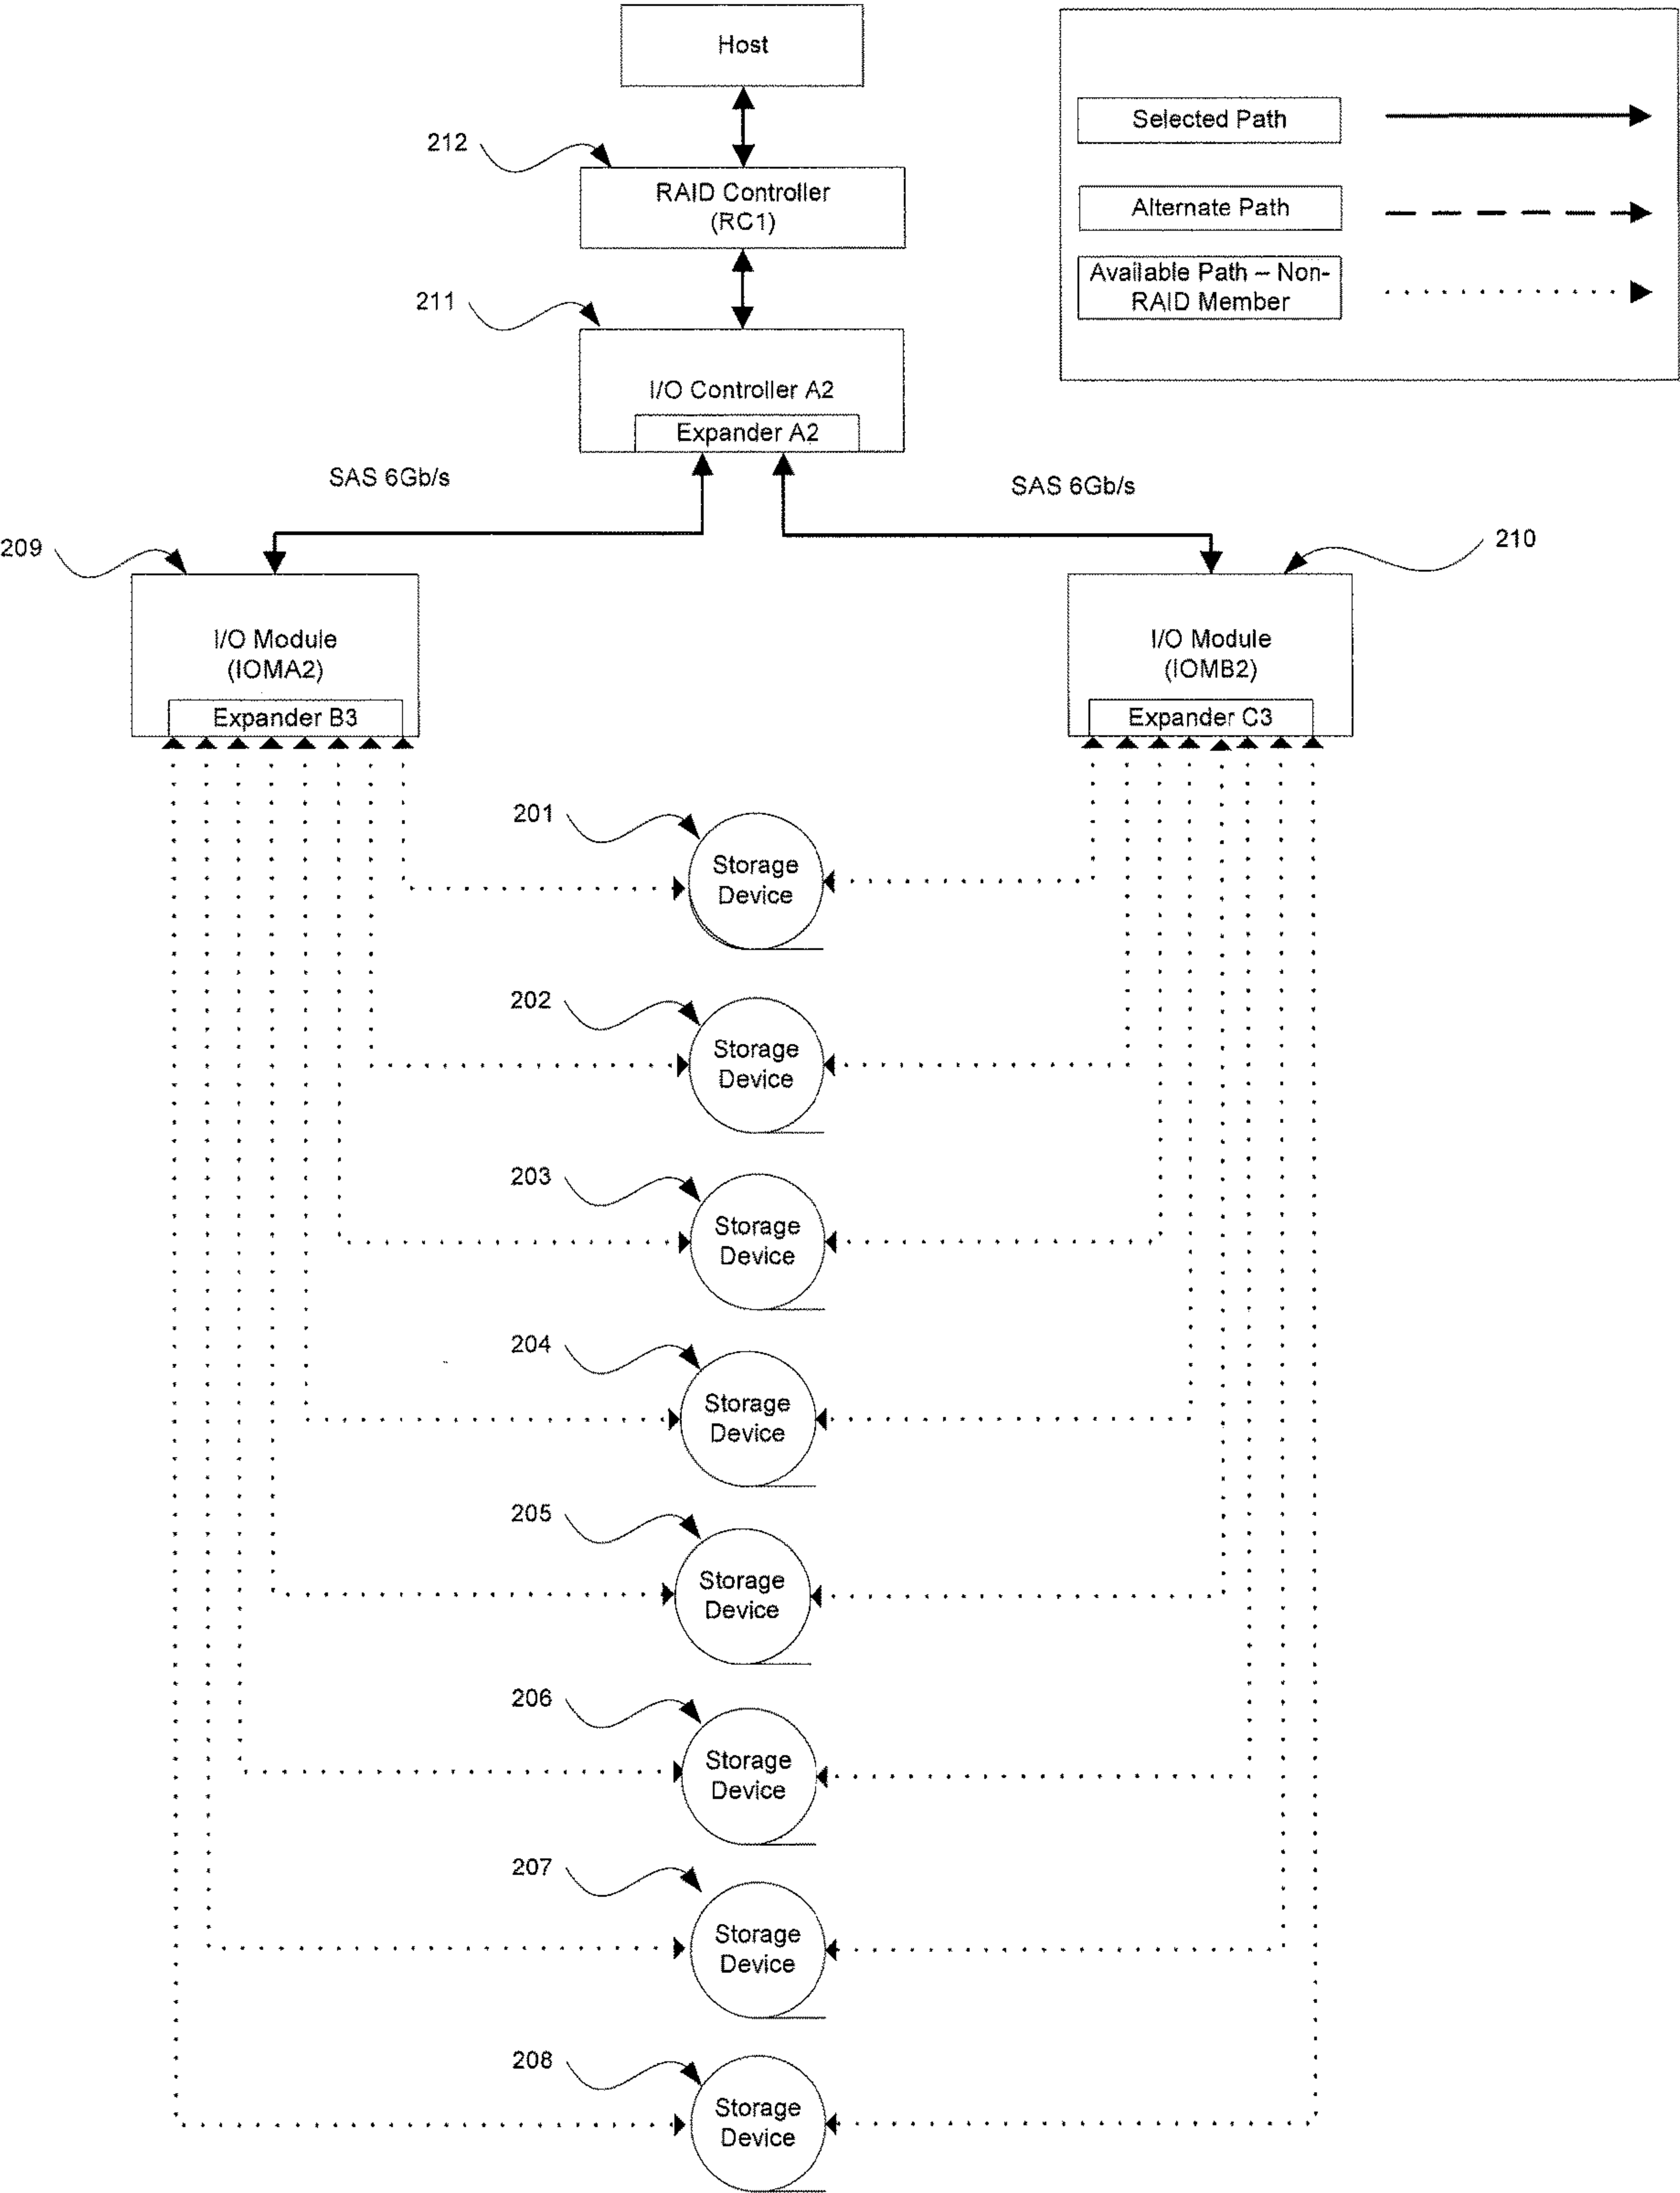 Host
212
RAID Controller
(RC1)
211
I/O Controller A2
Expander A2
Selected Path
Alternate Path
Available Path – Non-
RAID Member
SAS 6Gb/s
SAS 6Gb/s
209
210
I/O Module
(IOMA2)
Expander B3
I/O Module
(IOMB2)
Expander C3
201
Storage
Device
202
Storage
Device
203
Storage
Device
204
Storage
Device
205
Storage
Device
206
Storage
Device
207
Storage
Device
208
Storage
Device